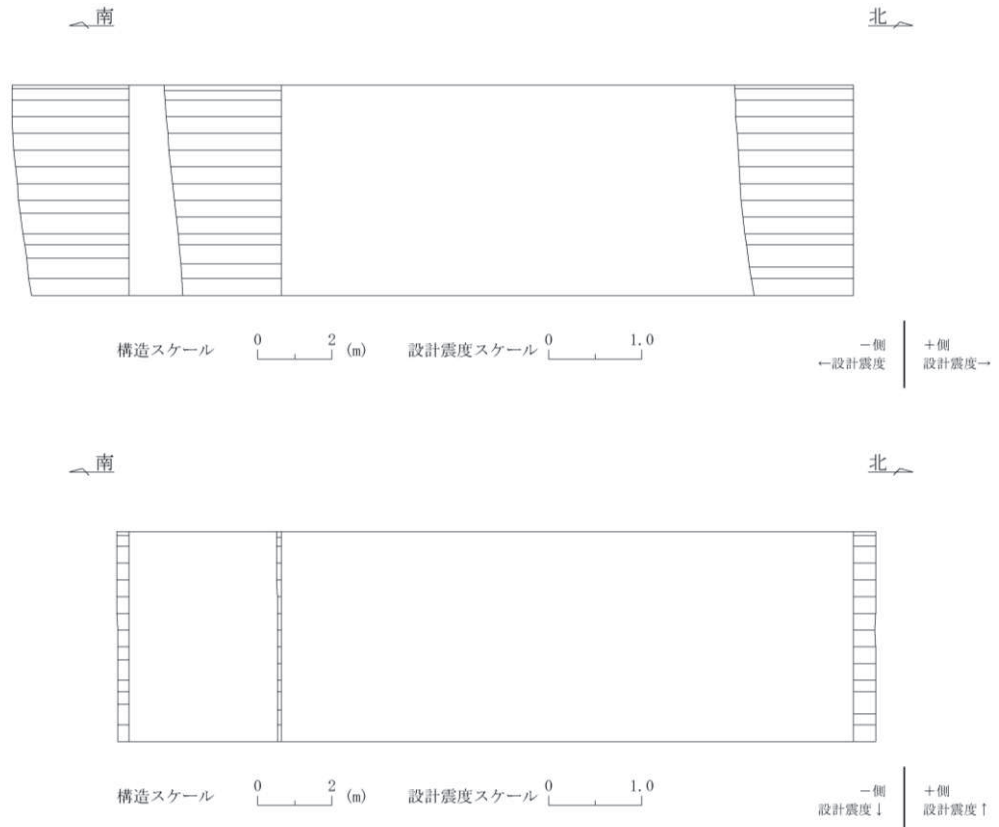 南 北
構造スケール 0 2 (m) 設計震度スケール 0 1.0
－側 ＋側
←設計震度 設計震度→
南 北
構造スケール 0 2 (m) 設計震度スケール 0 1.0
－側 ＋側
設計震度↓ 設計震度↑